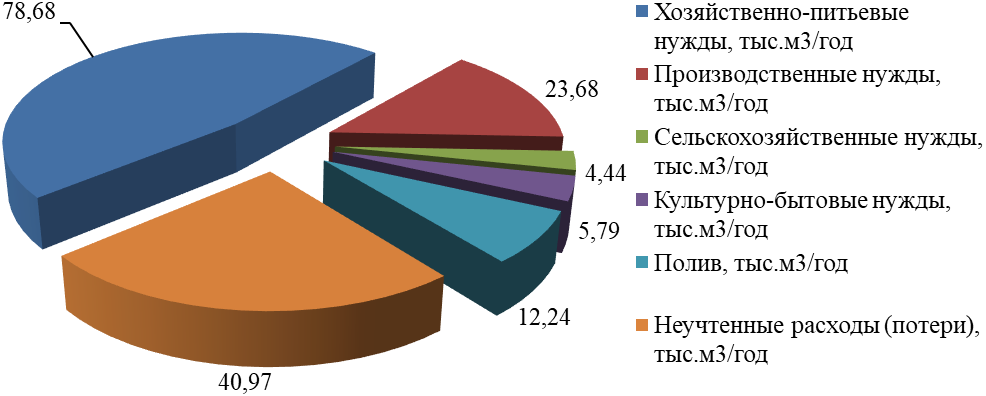 78,68
23,68
4,44
5,79
12,24
40,97
Хозяйственно-питьевые
нужды, тыс.м3/год
Производственные нужды,
тыс.м3/год
Сельскохозяйственные нужды,
тыс.м3/год
Культурно-бытовые нужды,
тыс.м3/год
Полив, тыс.м3/год
Неучтенные расходы (потери),
тыс.м3/год